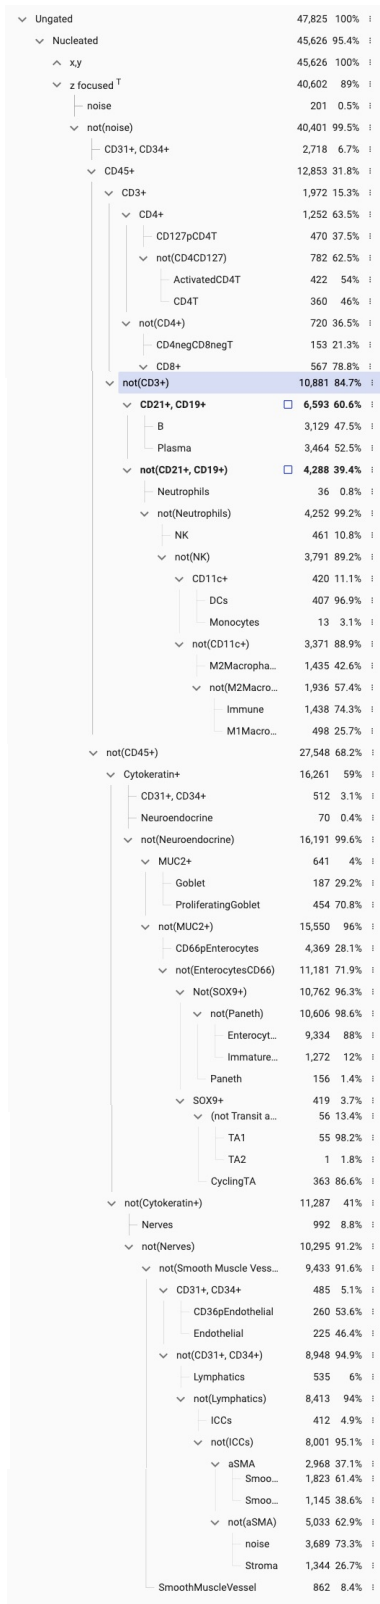 Ungated 47,825 100%
Nucleated 45,626 95.4%
x,y 45,626 100%
z focused T 40,602 89%
noise 201 0.5%
not(noise) 40,401 99.5%
CD31+, CD34+ 2,718 6.7%
CD45+ 12,853 31.8%
CD3+ 1,972 15.3%
CD4+ 1,252 63.5%
CD127pCD4T 470 37.5%
not(CD4CD127) 782 62.5%
ActivatedCD4T 422 54%
CD4T 360 46%
not(CD4+) 720 36.5%
CD4negCD8negT 153 21.3%
CD8+ 567 78.8%
not(CD3+) 10,881 84.7%
CD21+, CD19+ 6,593 60.6%
B 3,129 47.5%
Plasma 3,464 52.5%
not(CD21+, CD19+) 4,288 39.4%
Neutrophils 36 0.8%
not(Neutrophils) 4,252 99.2%
NK 461 10.8%
not(NK) 3,791 89.2%
CD11c+ 420 11.1%
DCs 407 96.9%
Monocytes 13 3.1%
not(CD11c+) 3,371 88.9%
M2Macropha... 1,435 42.6%
not(M2Macro... 1,936 57.4%
Immune 1,438 74.3%
M1Macro... 498 25.7%
not(CD45+) 27,548 68.2%
Cytokeratin+ 16,261 59%
CD31+, CD34+ 512 3.1%
Neuroendocrine 70 0.4%
not(Neuroendocrine) 16,191 99.6%
MUC2+ 641 4%
Goblet 187 29.2%
ProliferatingGoblet 454 70.8%
not(MUC2+) 15,550 96%
CD66pEnterocytes 4,369 28.1%
not(EnterocytesCD66) 11,181 71.9%
Not(SOX9+) 10,762 96.3%
not(Paneth) 10,606 98.6%
Enterocyt... 9,334 88%
Immature... 1,272 12%
Paneth 156 1.4%
SOX9+ 419 3.7%
(not Transit a... 56 13.4%
TA1 55 98.2%
TA2 1 1.8%
CyclingTA 363 86.6%
not(Cytokeratin+) 11,287 41%
Nerves 992 8.8%
not(Nerves) 10,295 91.2%
not(Smooth Muscle Vess... 9,433 91.6%
CD31+, CD34+ 485 5.1%
CD36pEndothelial 260 53.6%
Endothelial 225 46.4%
not(CD31+, CD34+) 8,948 94.9%
Lymphatics 535 6%
not(Lymphatics) 8,413 94%
ICCs 412 4.9%
not(ICCs) 8,001 95.1%
aSMA 2,968 37.1%
Smoo... 1,823 61.4%
Smoo... 1,145 38.6%
not(aSMA) 5,033 62.9%
noise 3,689 73.3%
Stroma 1,344 26.7%
SmoothMuscleVessel 862 8.4%